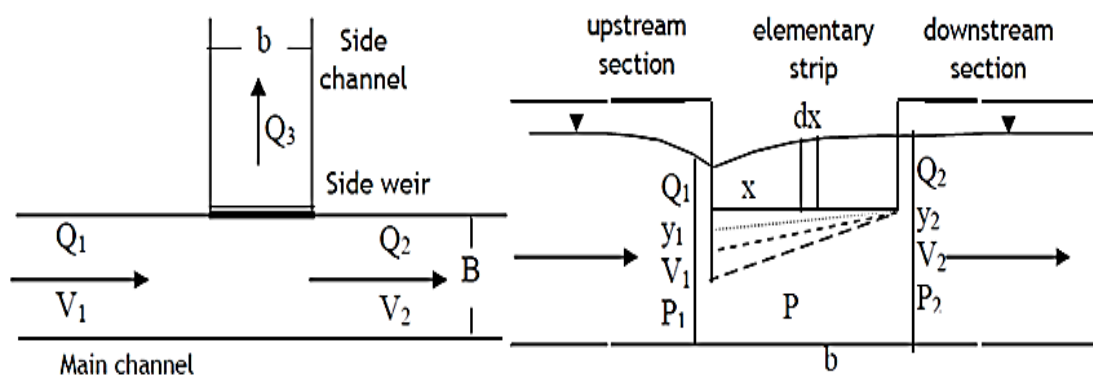 b
Side
channel
Q3
Side weir
Q1
Q2
B
V1
V2
Main channel
upstream
section
elementary
strip
downstream
section
dx
Q1
x
Q2
y1
y2
V1
V2
P1
P
P2
b